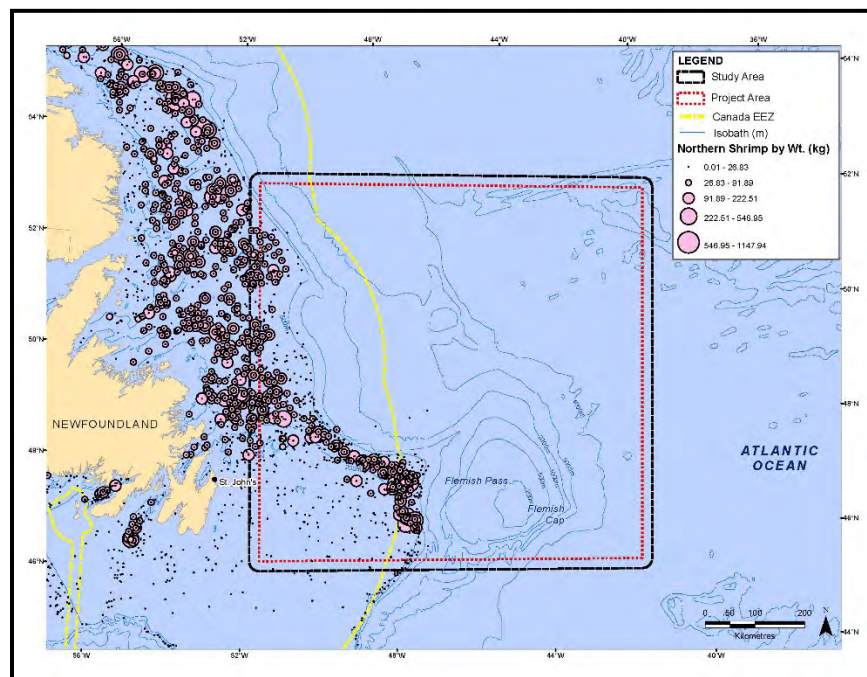 56°W 52°W 48°W 44°W 40°W 36°W
LEGEND
Study Area
Project Area
Canada EEZ
Isobath (m)
Northern Shrimp by Wt. (kg)
0.01 - 26.83
26.83 - 91.89
91.89 - 222.51
222.51 - 546.95
546.95 - 1147.94
54°N
54°N
52°N
52°N
50°N
50°N
48°N
48°N
46°N
46°N
44°N
NEWFOUNDLAND
St. John's
Flemish Pass
Flemish
Cap
ATLANTIC
OCEAN
0 50 100 200
Kilometres
N
56°W 52°W 48°W 44°W 40°W